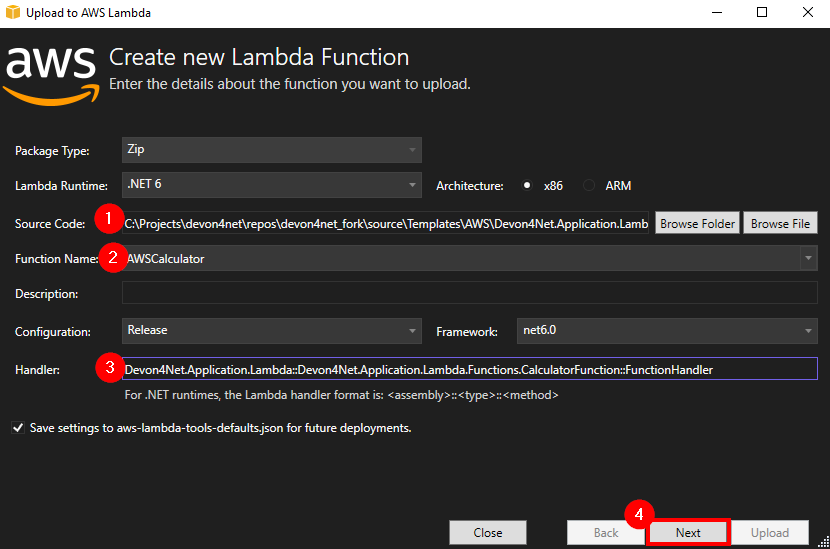 Upload to AWS Lambda
aws
Create new Lambda Function
Enter the details about the function you want to upload.
Package Type: Zip
Lambda Runtime: .NET 6 Architecture: x86 ARM
Source Code: 1 C:\Projects\devon4net\repos\devon4net_fork\source\Templates\AWS\Devon4Net.Application.Lamb Browse Folder Browse File
Function Name: 2 AWSCalculator
Description:
Configuration: Release Framework: net6.0
Handler: 3 Devon4Net.Application.Lambda::Devon4Net.Application.Lambda.Functions.CalculatorFunction::FunctionHandler
For .NET runtimes, the Lambda handler format is: <assembly>::<type>::<method>
Save settings to aws-lambda-tools-defaults.json for future deployments.
4
Close Back Next Upload